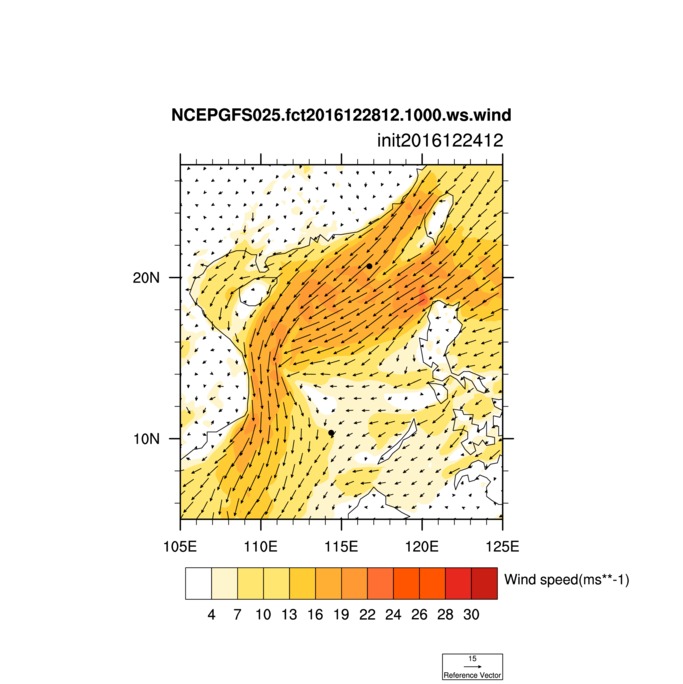 NCEPGFS025.fct2016122812.1000.ws.wind
init2016122412
20N
10N
105E 110E 115E 120E 125E
Wind speed(ms**-1)
4 7 10 13 16 19 22 24 26 28 30
15
Reference Vector